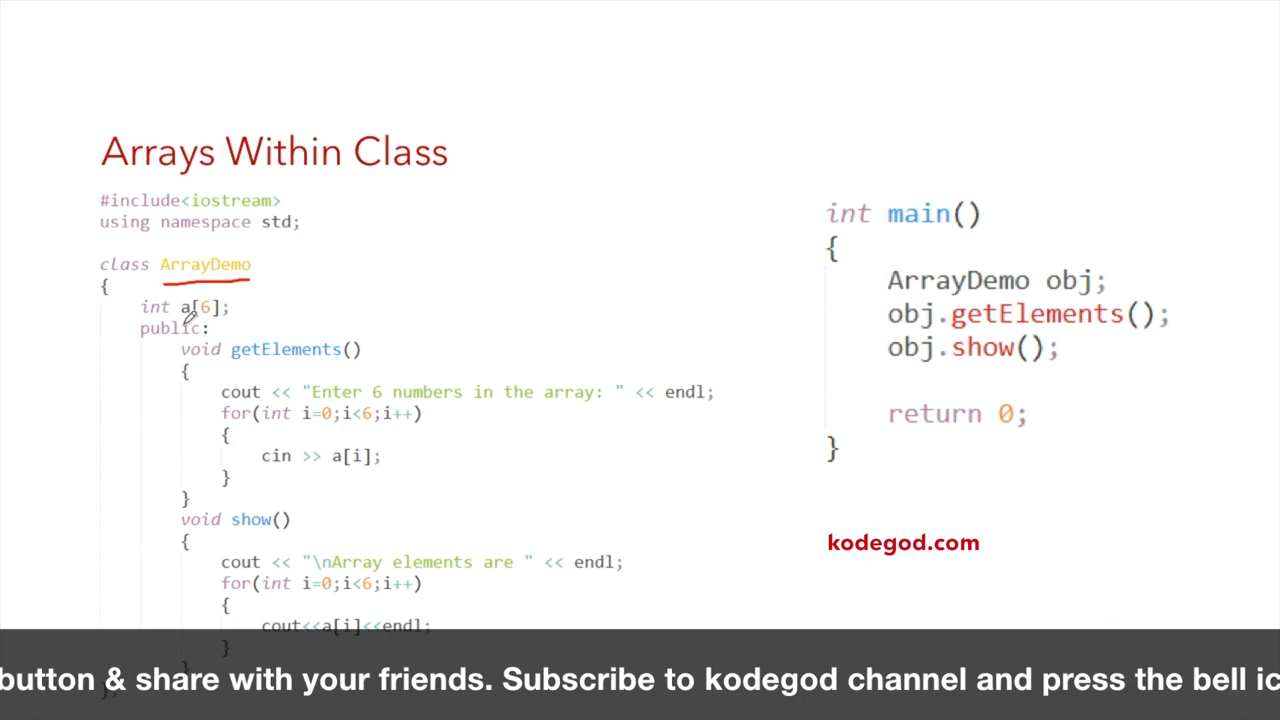 Arrays Within Class
#include<iostream>
using namespace std;
class ArrayDemo
{
int a[6];
public:
void getElements()
{
cout << "Enter 6 numbers in the array: " << endl;
for(int i=0;i<6;i++)
{
cin >> a[i];
}
}
void show()
{
cout << "\nArray elements are " << endl;
for(int i=0;i<6;i++)
{
cout<<a[i]<<endl;
}
}
};
int main()
{
ArrayDemo obj;
obj.getElements();
obj.show();
return 0;
}
kodegod.com
button & share with your friends. Subscribe to kodegod channel and press the bell ic